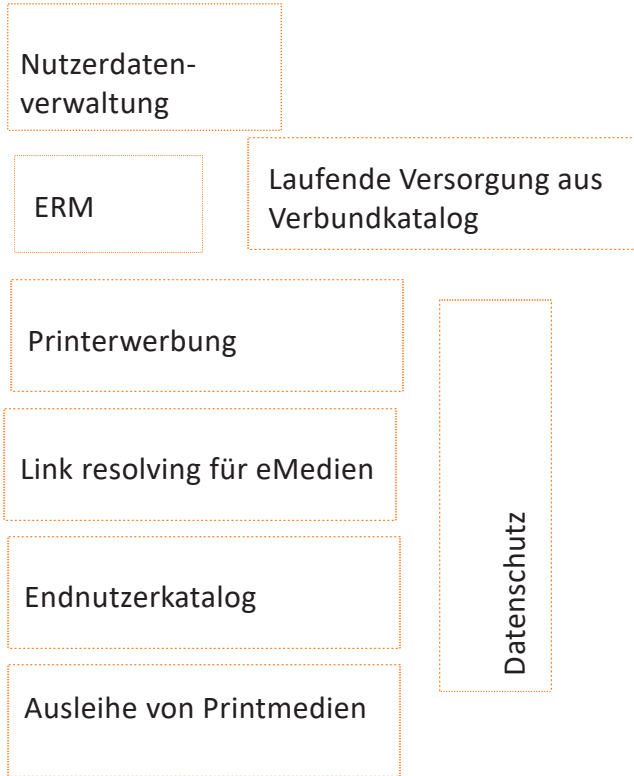 Nutzerdaten-
verwaltung
ERM
Laufende Versorgung aus
Verbundkatalog
Printerwerbung
Link resolving für eMedien
Endnutzerkatalog
Ausleihe von Printmedien
Datenschutz